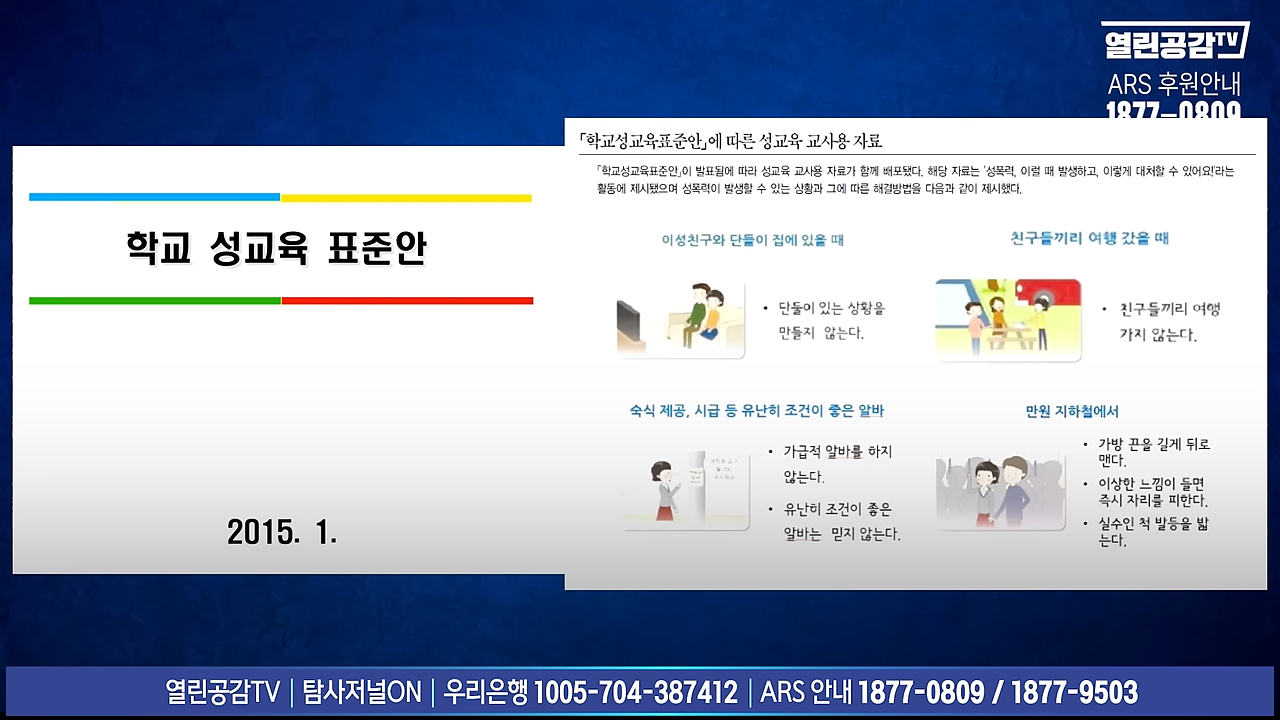 열린공감TV
ARS 후원안내
1877-0809
학교 성교육 표준안
2015. 1.
「학교성교육표준안」에 따른 성교육 교사용 자료
「학교성교육표준안」이 발표됨에 따라 성교육 교사용 자료가 함께 배포됐다. 해당 자료는 '성폭력, 이럴 때 발생하고, 이렇게 대처할 수 있어요!'라는
활동에 제시됐으며 성폭력이 발생할 수 있는 상황과 그에 따른 해결방법을 다음과 같이 제시했다.
이성친구와 단둘이 집에 있을 때
• 단둘이 있는 상황을
만들지 않는다.
친구들끼리 여행 갔을 때
• 친구들끼리 여행
가지 않는다.
숙식 제공, 시급 등 유난히 조건이 좋은 알바
• 가급적 알바를 하지
않는다.
• 유난히 조건이 좋은
알바는 믿지 않는다.
만원 지하철에서
• 가방 끈을 길게 뒤로
맨다.
• 이상한 느낌이 들면
즉시 자리를 피한다.
• 실수인 척 발등을 밟
는다.
열린공감TV | 탐사저널ON | 우리은행 1005-704-387412 | ARS 안내 1877-0809 / 1877-9503